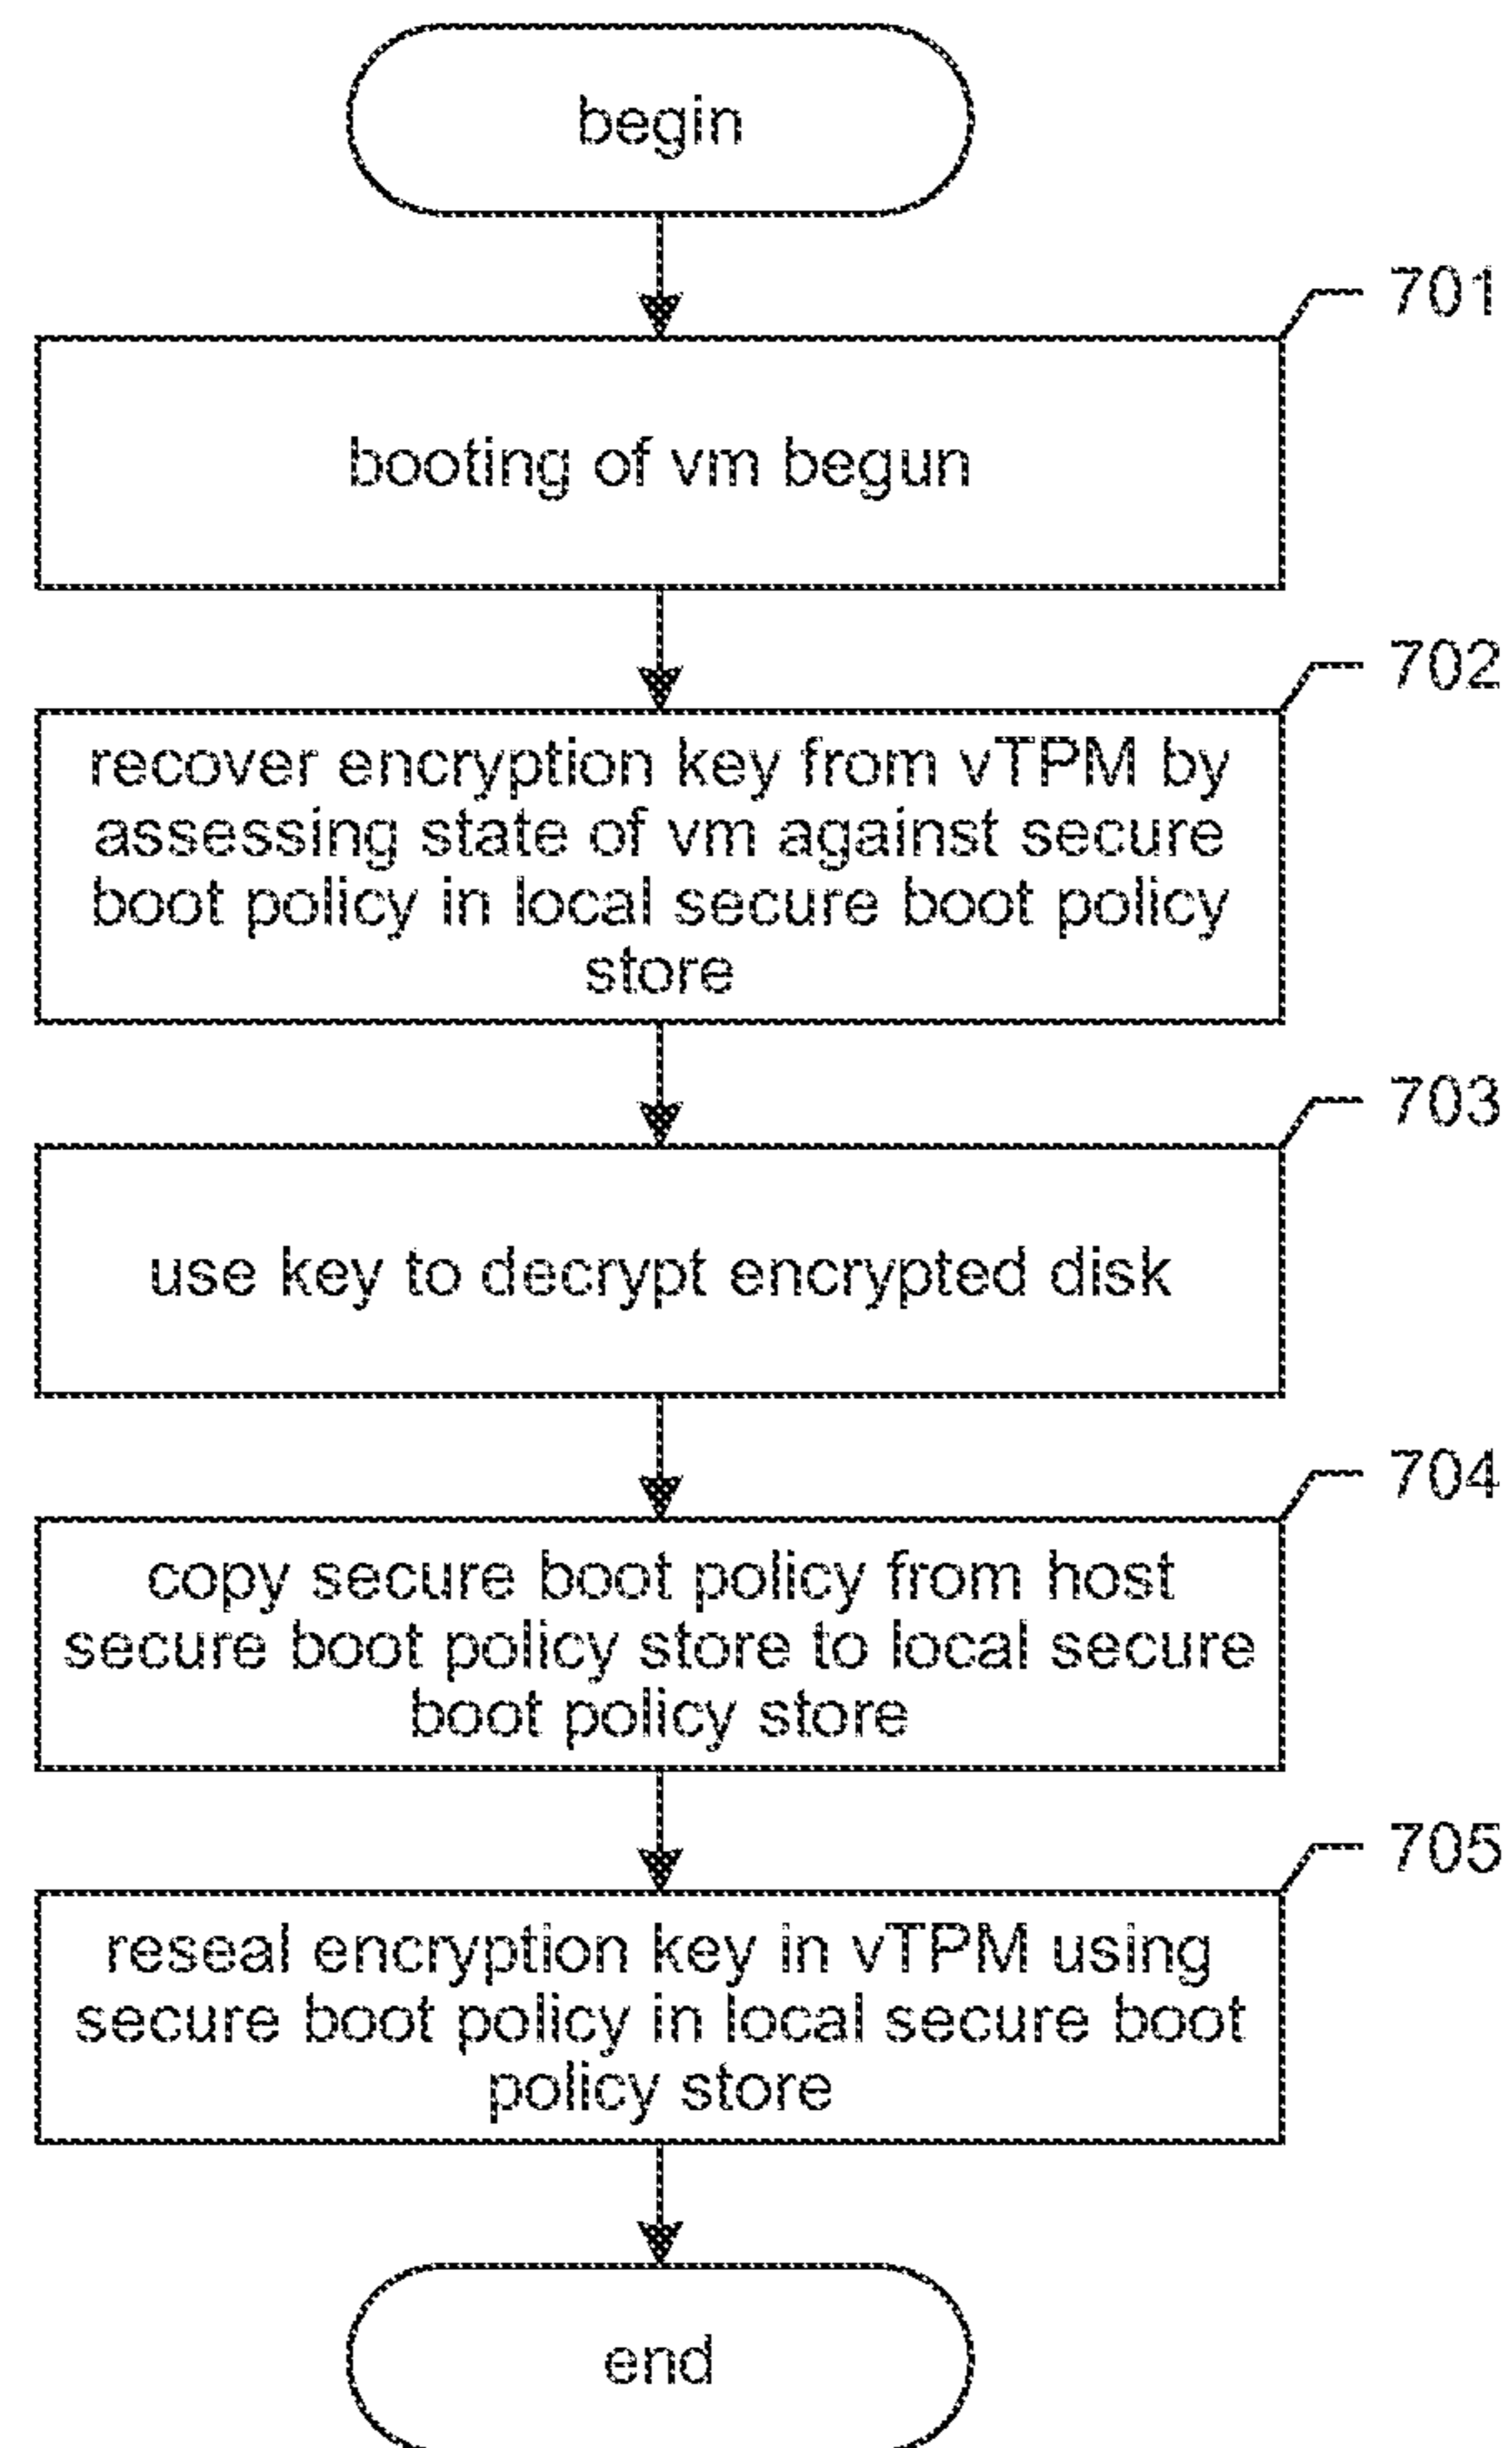 begin
701
booting of vm begun
702
recover encryption key from vTPM by
assessing state of vm against secure
boot policy in local secure boot policy
store
703
use key to decrypt encrypted disk
704
copy secure boot policy from host
secure boot policy store to local secure
boot policy store
705
reseal encryption key in vTPM using
secure boot policy in local secure boot
policy store
end